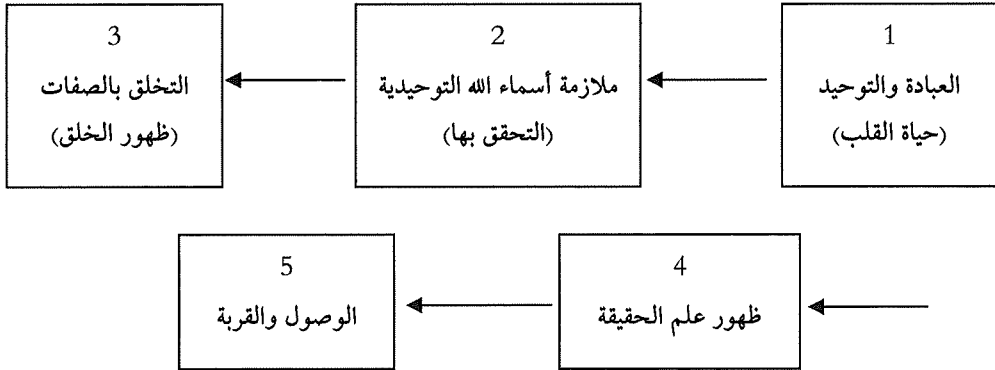 1
العبادة والتوحيد
(حياة القلب)
2
ملازمة أسماء الله التوحيدية
(التحقق بها)
3
التخلق بالصفات
(ظهور الخلق)
4
ظهور علم الحقيقة
5
الوصول والقربة